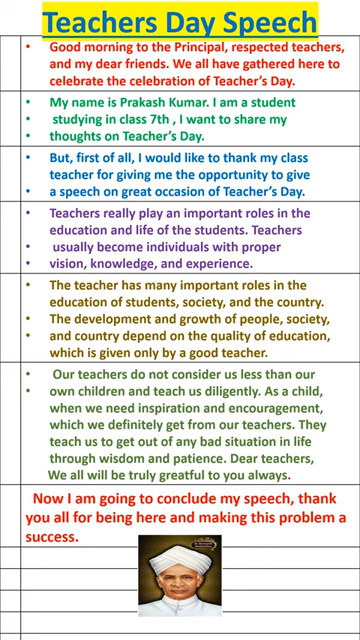 Teachers Day Speech
• Good morning to the Principal, respected teachers,
and my dear friends. We all have gathered here to
celebrate the celebration of Teacher's Day.
• My name is Prakash Kumar. I am a student
• studying in class 7th , I want to share my
thoughts on Teacher's Day.
• But, first of all, I would like to thank my class
teacher for giving me the opportunity to give
• a speech on great occasion of Teacher's Day.
• Teachers really play an important roles in the
education and life of the students. Teachers
• usually become individuals with proper
• vision, knowledge, and experience.
• The teacher has many important roles in the
education of students, society, and the country.
• The development and growth of people, society,
• and country depend on the quality of education,
which is given only by a good teacher.
• Our teachers do not consider us less than our
• own children and teach us diligently. As a child,
when we need inspiration and encouragement,
which we definitely get from our teachers. They
teach us to get out of any bad situation in life
through wisdom and patience. Dear teachers,
We all will be truly greatful to you always.
Now I am going to conclude my speech, thank
you all for being here and making this problem a
success.